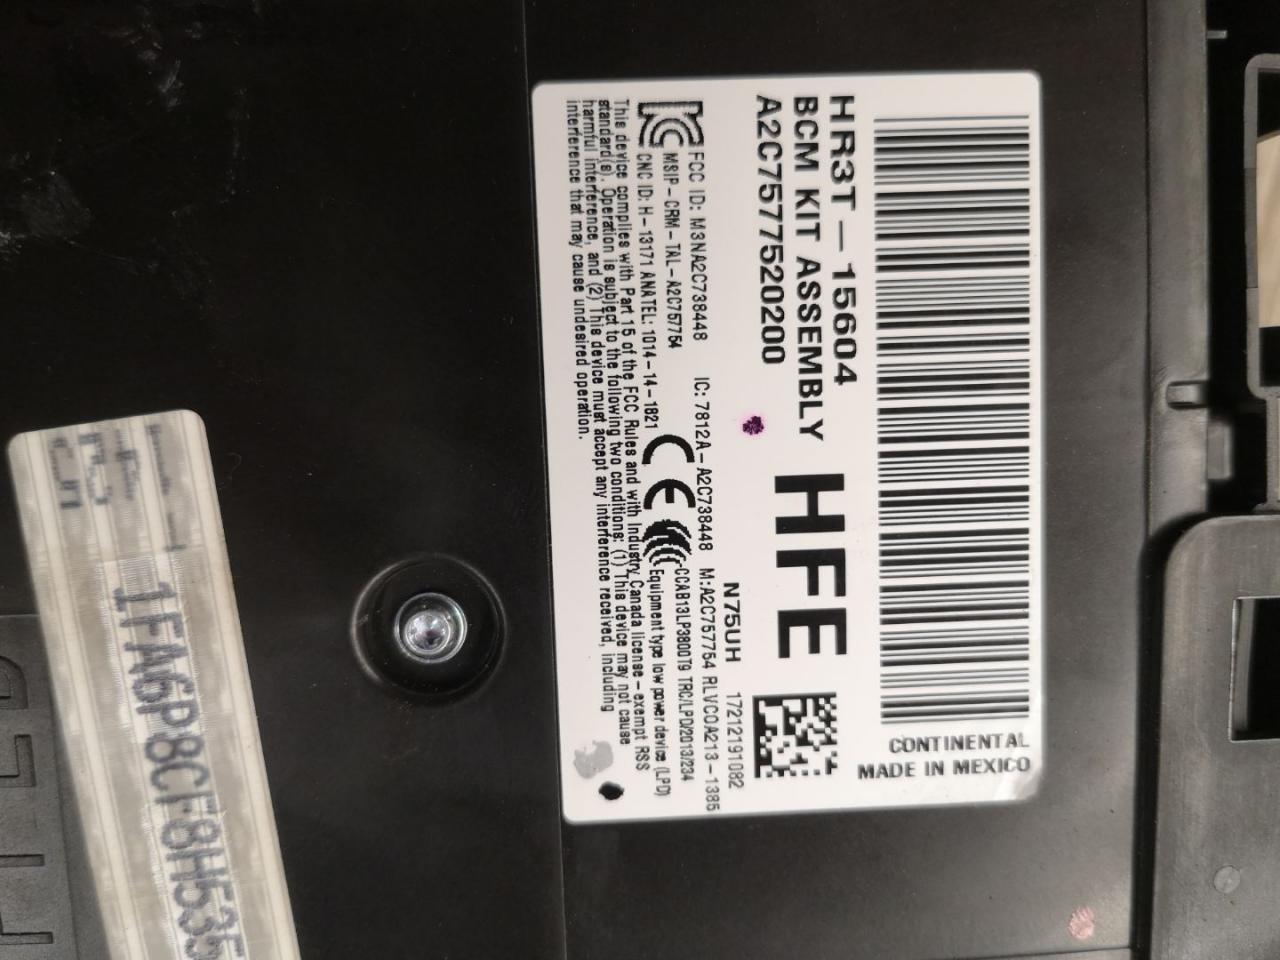 CONTINENTAL
MADE IN MEXICO
HR3T-15604
BCM KIT ASSEMBLY
A2C7577520200
HFE
N75UH 17212191082
FCC ID: M3NA2C738448 IC: 7812A-A2C738448 M:A2C757754 RLVCOA213-1385
MSIP-CRM-TAL-A2C757754
CCAB13LP3800T9 TRC/LPD/2013/234
CNC ID: H-13171 ANATEL: 1014-14-1821
CE
Equipment type low power device (LPD)
This device complies with Part 15 of the FCC Rules and with Industry Canada license-exempt RSS
standard(s). Operation is subject to the following two conditions: (1) This device may not cause
harmful interference, and (2) This device must accept any interference received, including
interference that may cause undesired operation.
1FA6P8CF8H535